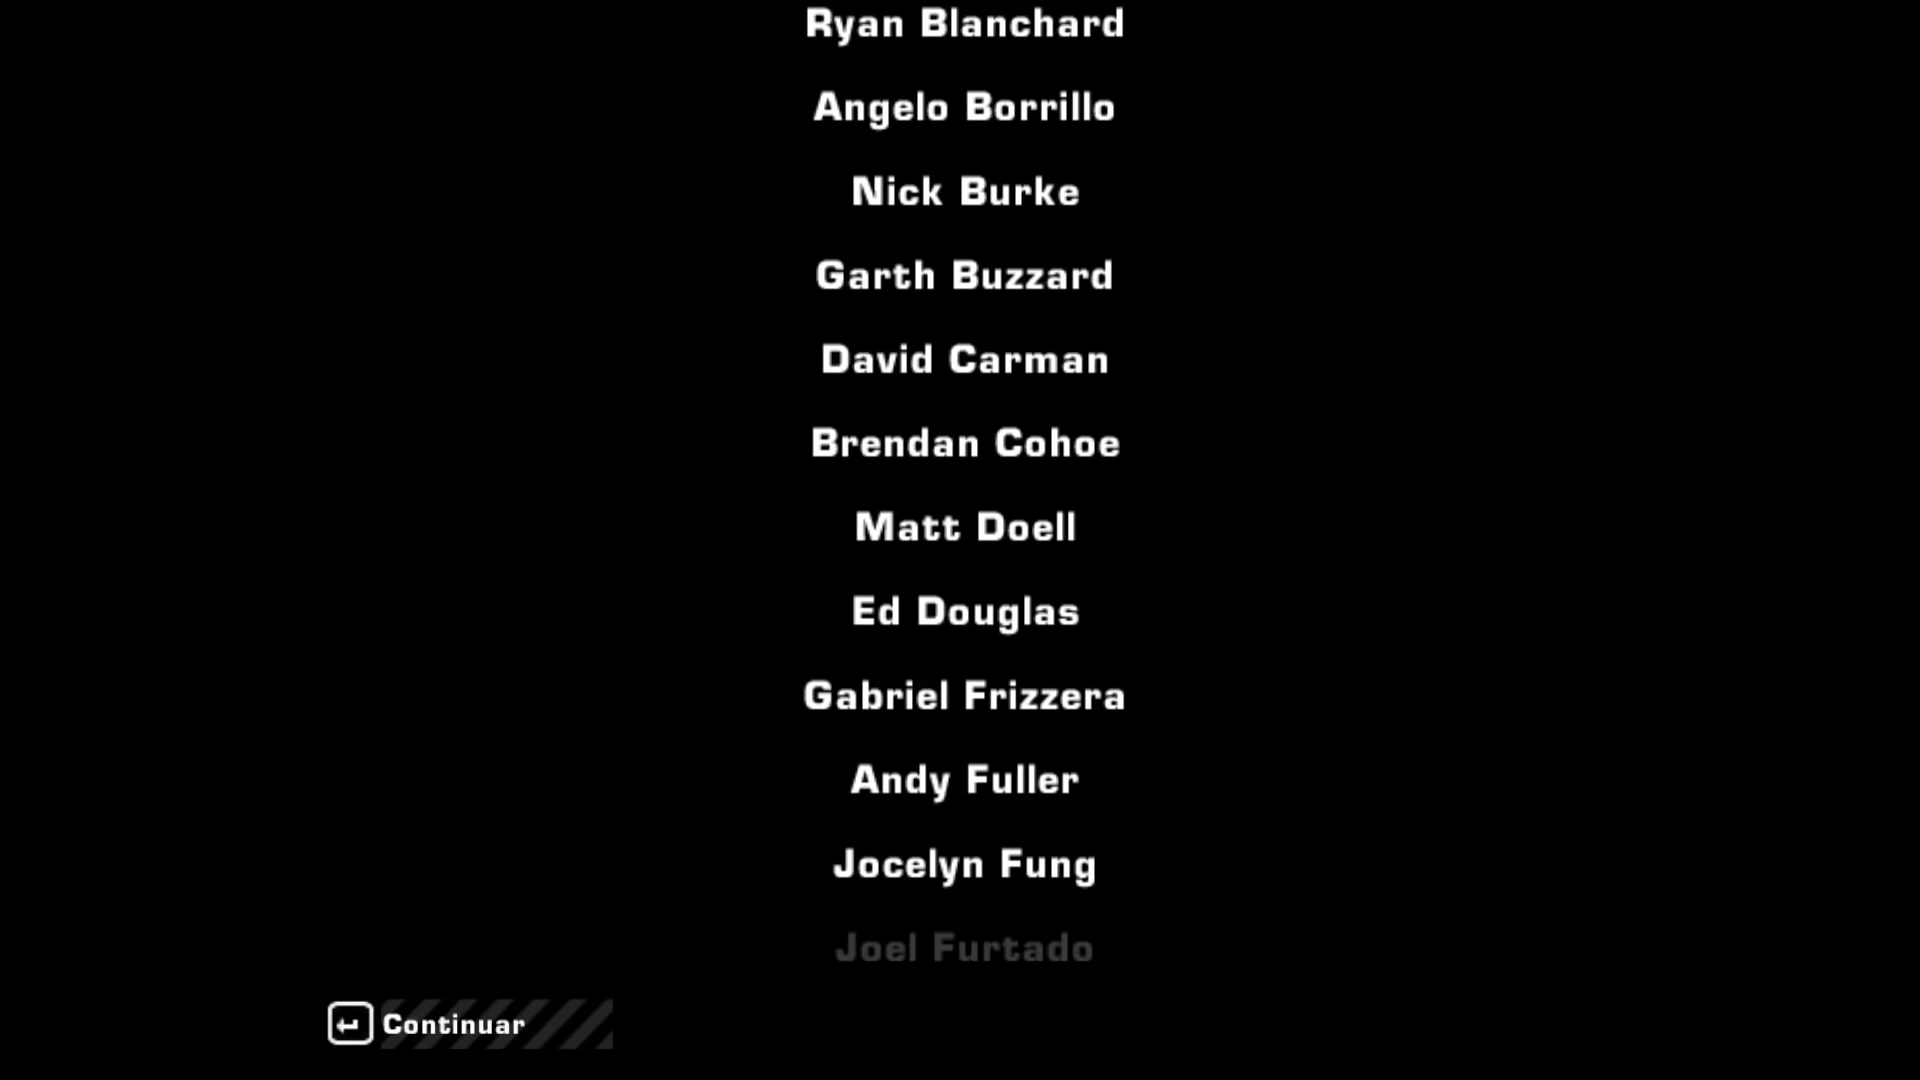 Ryan Blanchard
Angelo Borrillo
Nick Burke
Garth Buzzard
David Carman
Brendan Cohoe
Matt Doell
Ed Douglas
Gabriel Frizzera
Andy Fuller
Jocelyn Fung
Joel Furtado
Continuar